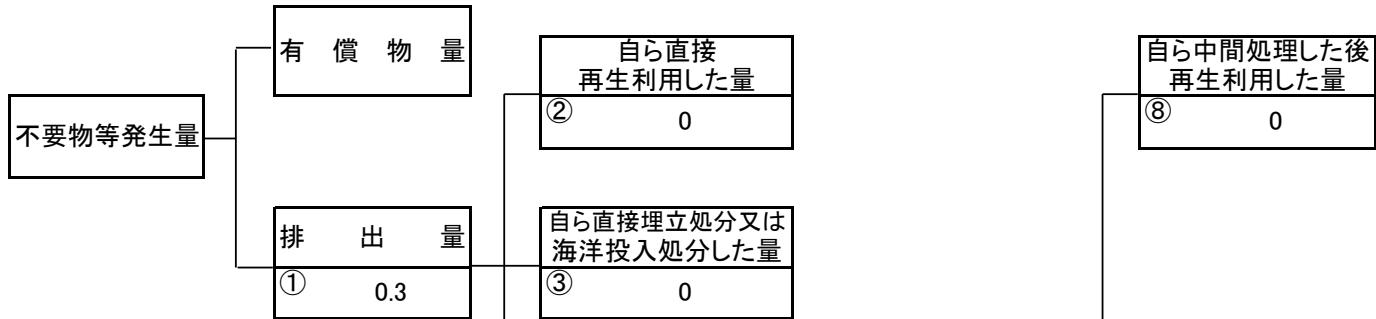 有償物量
自ら直接
再生利用した量
② 0
自ら中間処理した後
再生利用した量
⑧ 0
不要物等発生量
排出量
① 0.3
自ら直接埋立処分又は
海洋投入処分した量
③ 0